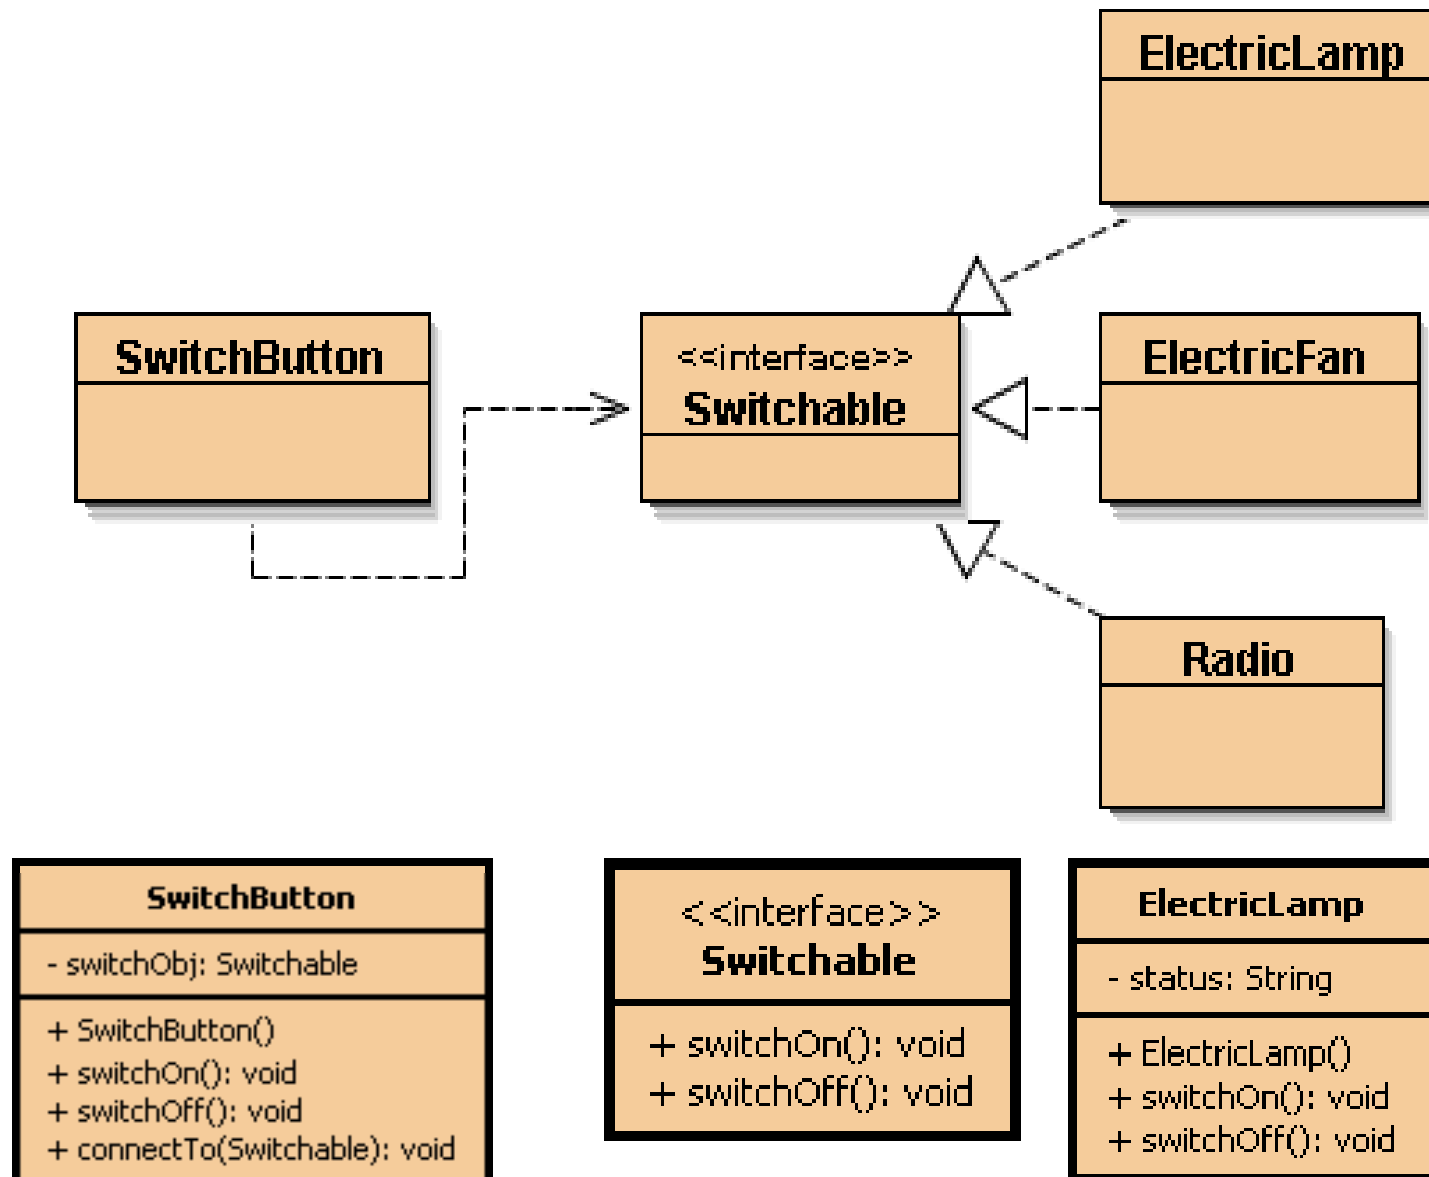 ElectricLamp
SwitchButton
<<interface>>
Switchable
ElectricFan
Radio
SwitchButton
- switchObj: Switchable
+ SwitchButton()
+ switchOn(): void
+ switchOff(): void
+ connectTo(Switchable): void
<<interface>>
Switchable
+ switchOn(): void
+ switchOff(): void
ElectricLamp
- status: String
+ ElectricLamp()
+ switchOn(): void
+ switchOff(): void